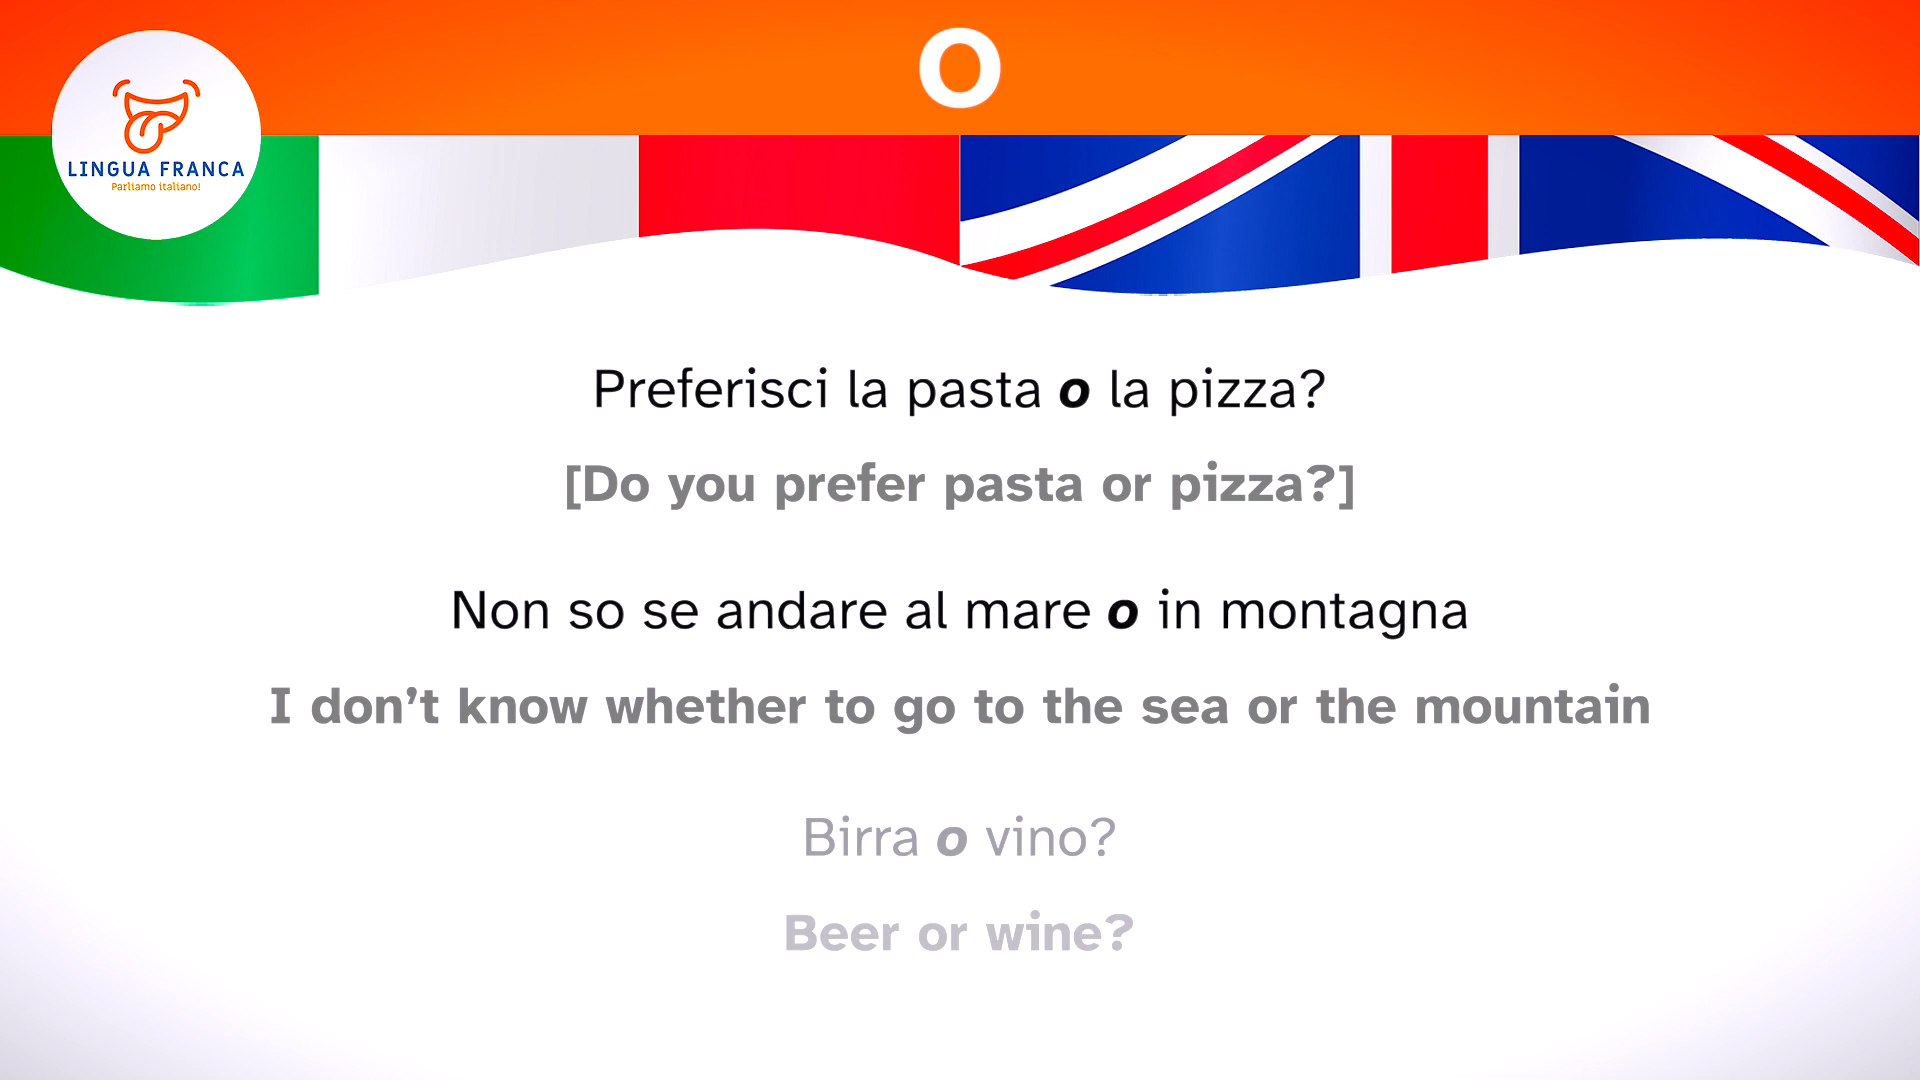 O
LINGUA FRANCA
Parliamo italiano!
Preferisci la pasta o la pizza?
[Do you prefer pasta or pizza?]
Non so se andare al mare o in montagna
I don’t know whether to go to the sea or the mountain
Birra o vino?
Beer or wine?